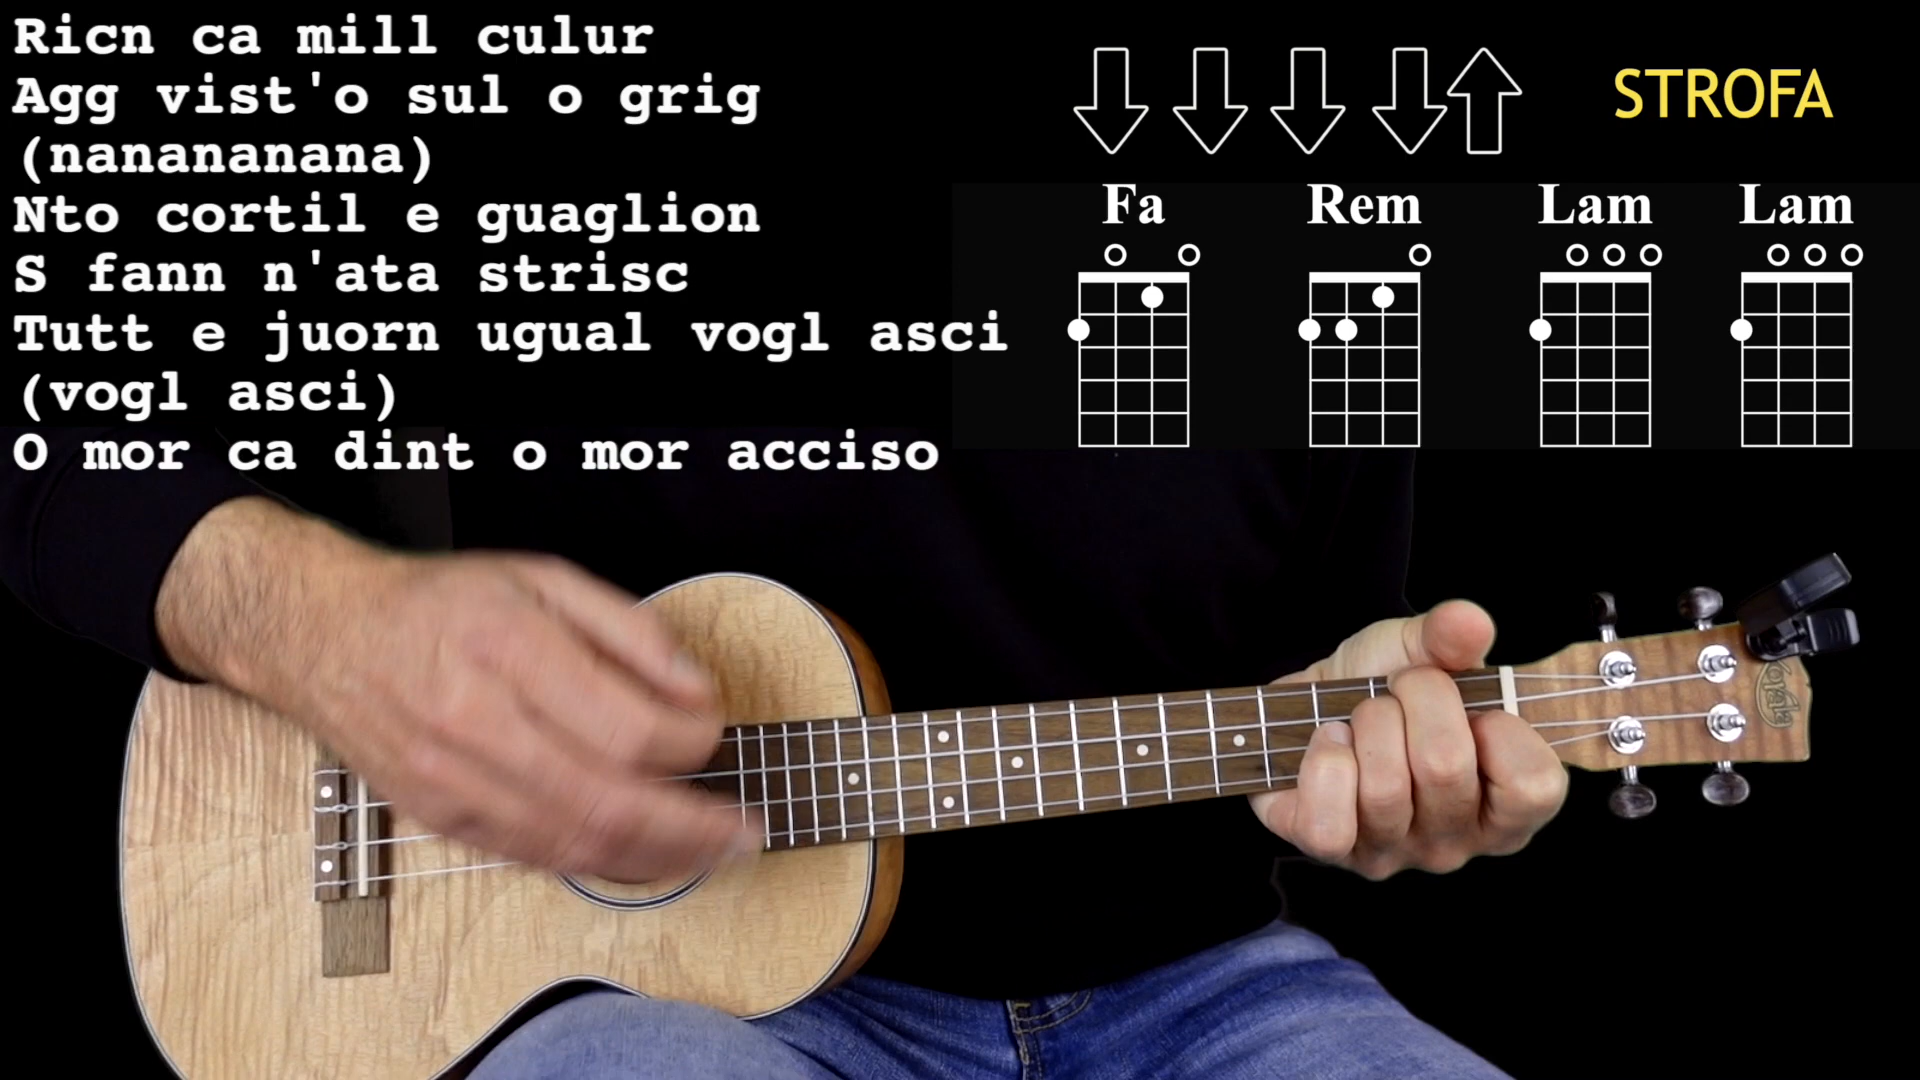 Ricn ca mill culur
Agg vist'o sul o grig
(nanananana)
Nto cortil e guaglion
S fann n'ata strisc
Tutt e juorn ugual vogl asci
(vogl asci)
O mor ca dint o mor acciso
STROFA
Fa Rem Lam Lam
Korala